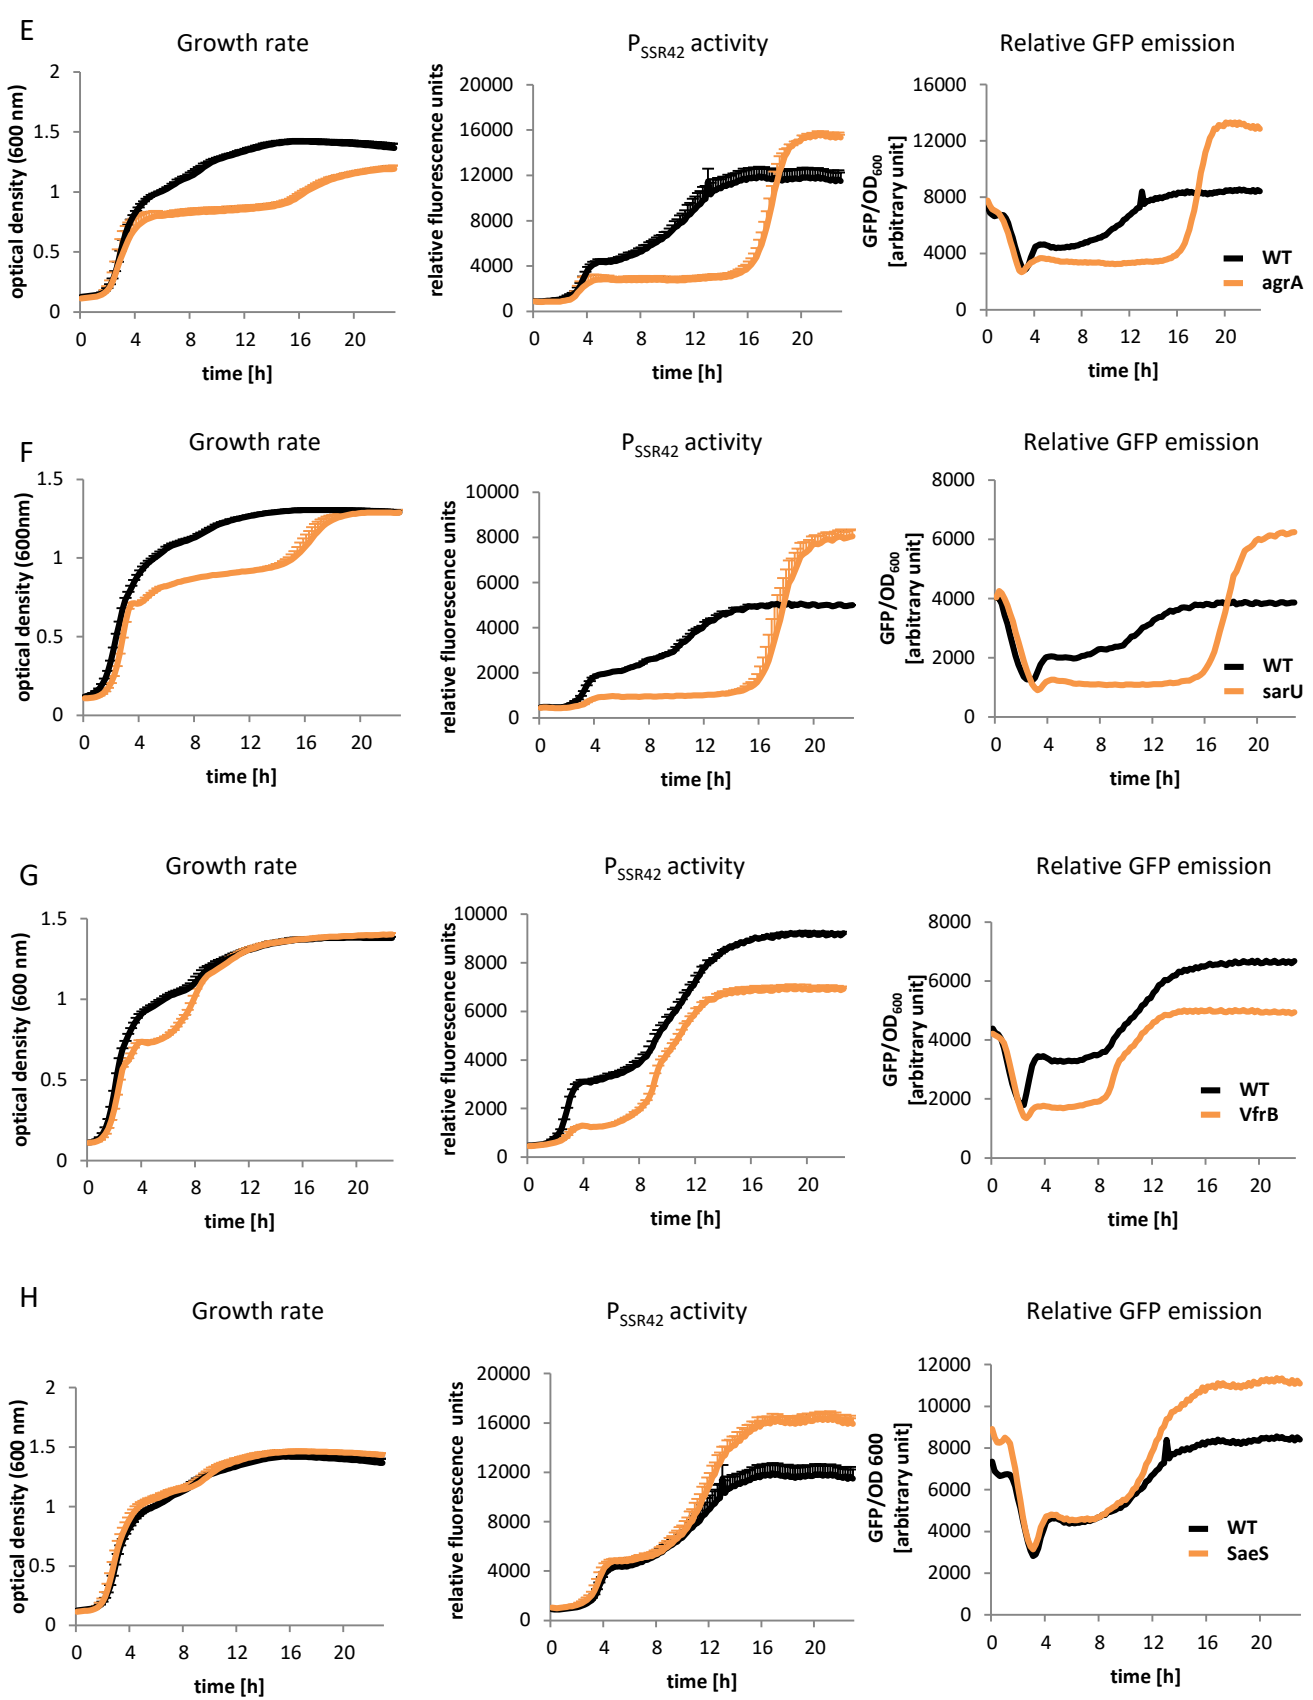 E
Growth rate
P_SSR42 activity
Relative GFP emission
optical density (600 nm)
2
1.5
1
0.5
0
0 4 8 12 16 20
time [h]
relative fluorescence units
20000
16000
12000
8000
4000
0
0 4 8 12 16 20
time [h]
GFP/OD600
[arbitrary unit]
16000
12000
8000
4000
0
0 4 8 12 16 20
time [h]
WT
agrA
F
Growth rate
P_SSR42 activity
Relative GFP emission
optical density (600nm)
1.5
1
0.5
0
0 4 8 12 16 20
time [h]
relative fluorescence units
10000
8000
6000
4000
2000
0
0 4 8 12 16 20
time [h]
GFP/OD600
[arbitrary unit]
8000
6000
4000
2000
0
0 4 8 12 16 20
time [h]
WT
sarU
G
Growth rate
P_SSR42 activity
Relative GFP emission
optical density (600 nm)
1.5
1
0.5
0
0 4 8 12 16 20
time [h]
relative fluorescence units
10000
8000
6000
4000
2000
0
0 4 8 12 16 20
time [h]
GFP/OD600
[arbitrary unit]
8000
6000
4000
2000
0
0 4 8 12 16 20
time [h]
WT
VfrB
H
Growth rate
P_SSR42 activity
Relative GFP emission
optical density (600 nm)
2
1.5
1
0.5
0
0 4 8 12 16 20
time [h]
relative fluorescence units
20000
16000
12000
8000
4000
0
0 4 8 12 16 20
time [h]
GFP/OD 600
[arbitrary unit]
12000
10000
8000
6000
4000
2000
0
0 4 8 12 16 20
time [h]
WT
SaeS